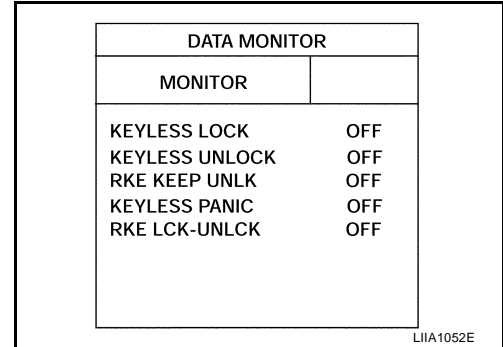 DATA MONITOR
MONITOR
KEYLESS LOCK OFF
KEYLESS UNLOCK OFF
RKE KEEP UNLK OFF
KEYLESS PANIC OFF
RKE LCK-UNLCK OFF
LIIA1052E